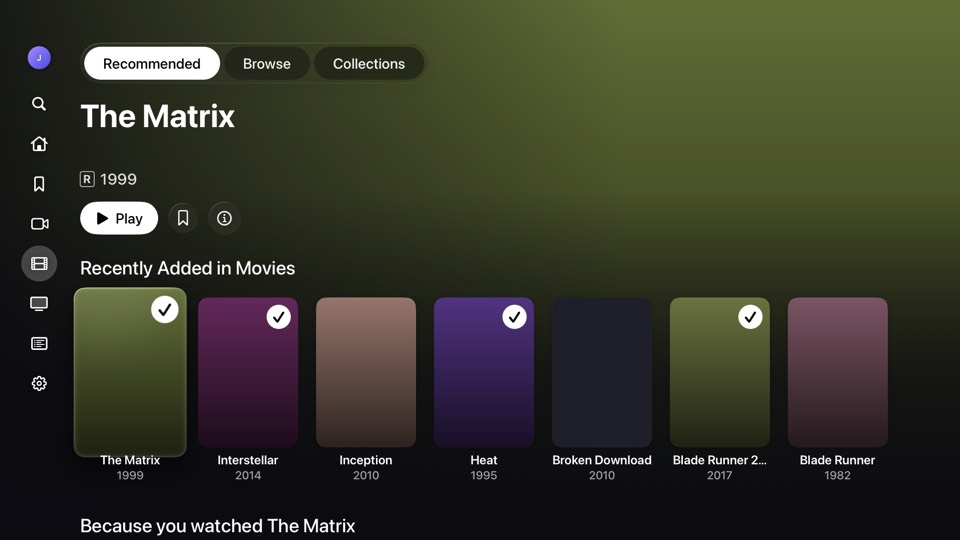 J
Recommended
Browse
Collections
The Matrix
R 1999
Play
Recently Added in Movies
The Matrix
1999
Interstellar
2014
Inception
2010
Heat
1995
Broken Download
2010
Blade Runner 2...
2017
Blade Runner
1982
Because you watched The Matrix